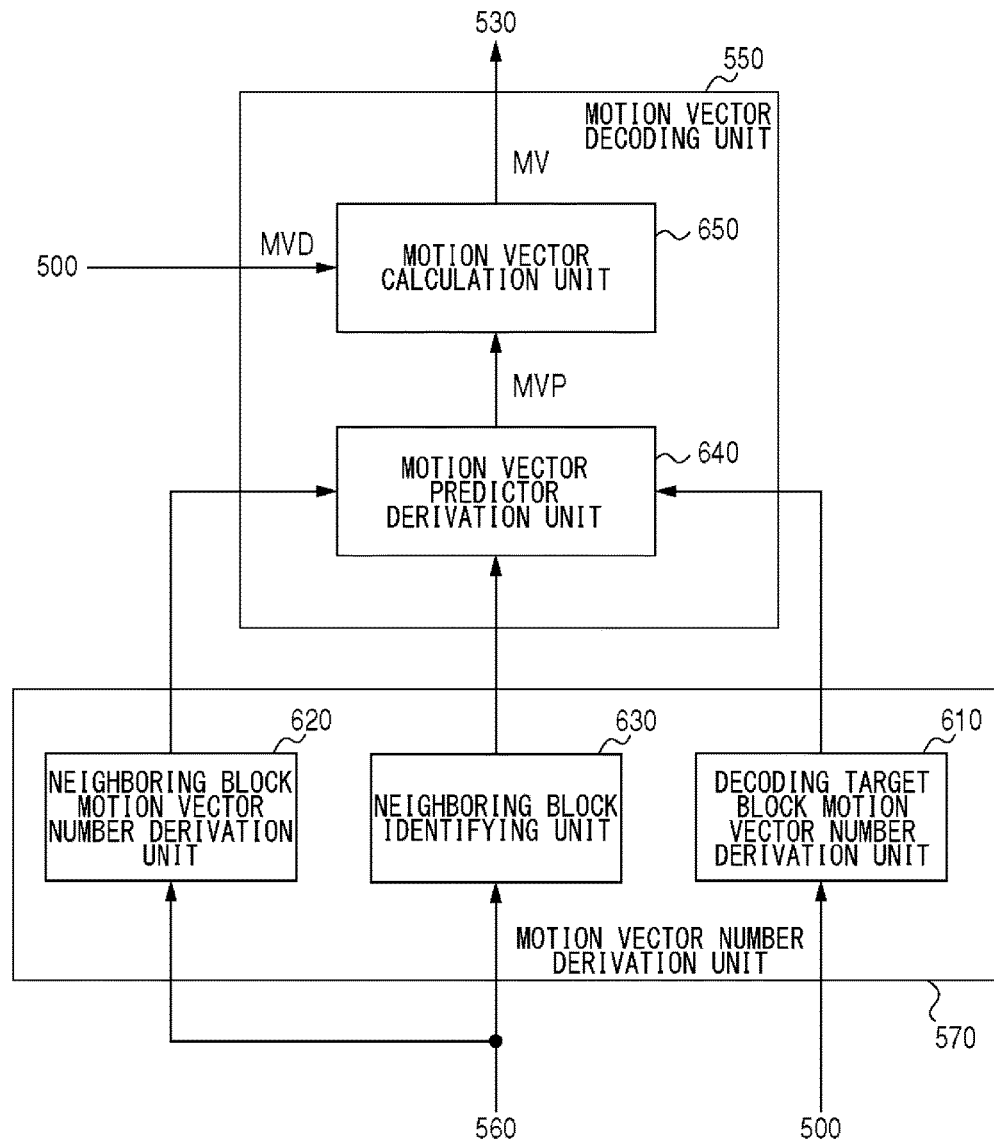 530
550
MOTION VECTOR
DECODING UNIT
MV
650
MVD
500
MOTION VECTOR
CALCULATION UNIT
MVP
640
MOTION VECTOR
PREDICTOR
DERIVATION UNIT
620
630
610
NEIGHBORING BLOCK
MOTION VECTOR
NUMBER DERIVATION
UNIT
NEIGHBORING BLOCK
IDENTIFYING UNIT
DECODING TARGET
BLOCK MOTION
VECTOR NUMBER
DERIVATION UNIT
MOTION VECTOR NUMBER
DERIVATION UNIT
570
560
500